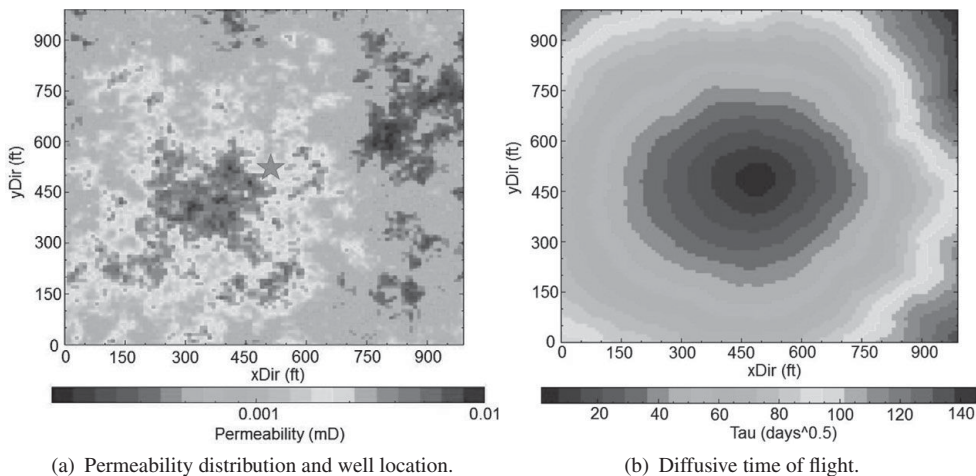 900
750
600
450
300
150
0
yDir (ft)
0 150 300 450 600 750 900
xDir (ft)
0.001 0.01
Permeability (mD)
(a) Permeability distribution and well location.
900
750
600
450
300
150
0
yDir (ft)
0 150 300 450 600 750 900
xDir (ft)
20 40 60 80 100 120 140
Tau (days^0.5)
(b) Diffusive time of flight.